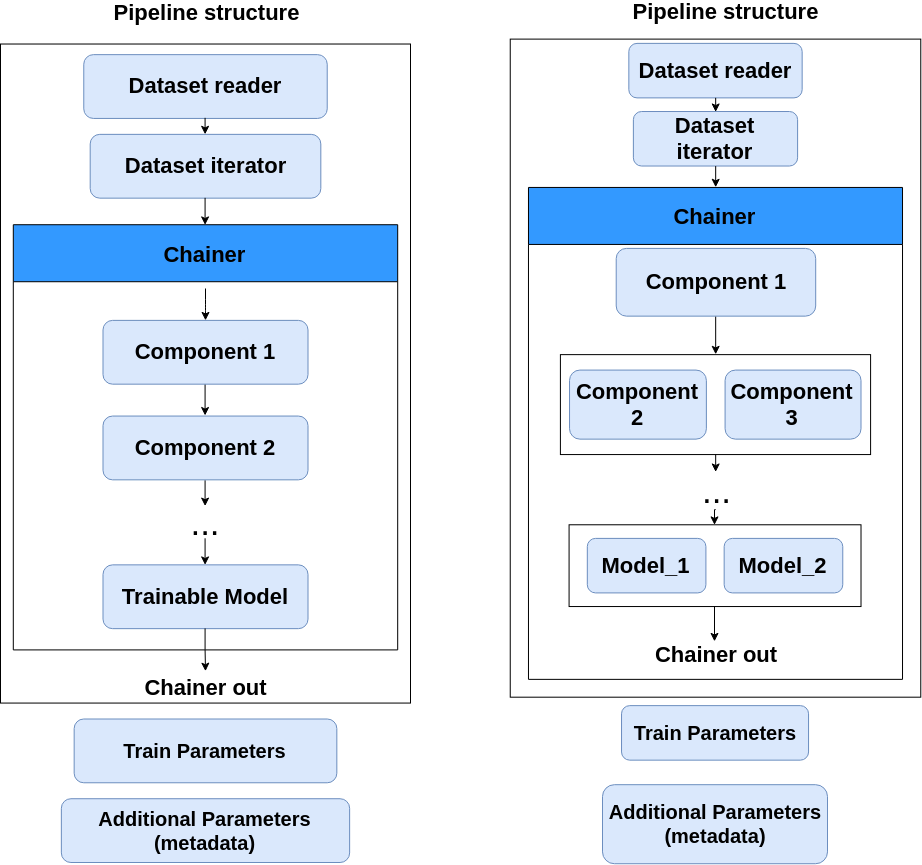 Pipeline structure
Dataset reader
Dataset iterator
Chainer
Component 1
Component 2
...
Trainable Model
Chainer out
Train Parameters
Additional Parameters
(metadata)
Pipeline structure
Dataset reader
Dataset
iterator
Chainer
Component 1
Component
2
Component
3
...
Model_1
Model_2
Chainer out
Train Parameters
Additional Parameters
(metadata)